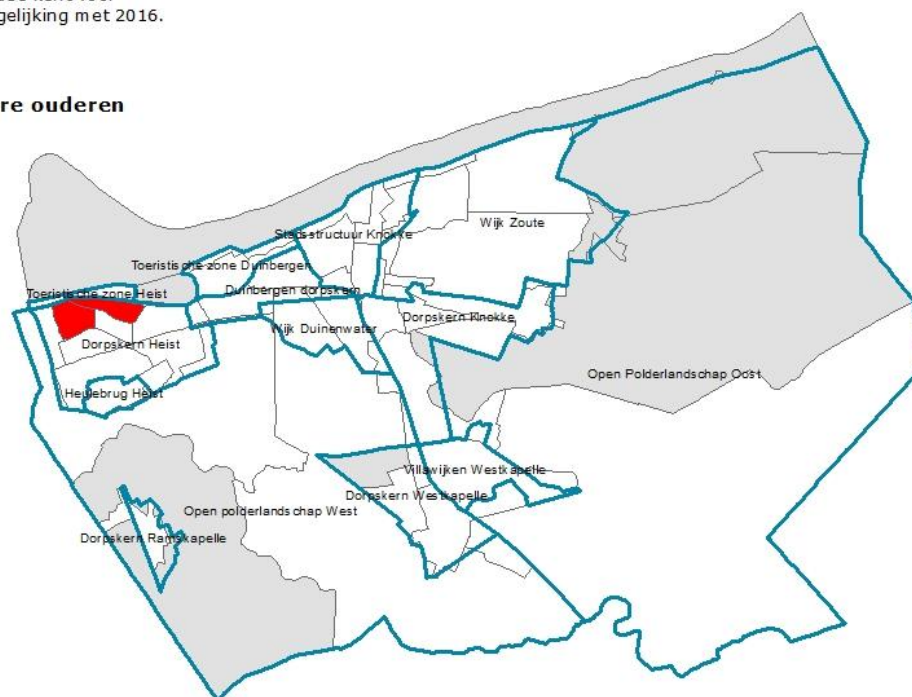 gelijking met 2016.
re ouderen
Wijk Zoute
Stadsstructuur Knokke
Toeristische zone Duinbergen
Toeristische zone Heist
Duinbergen dorpskern
Dorpskern Knokke
Wijk Duinenwater
Dorpskern Heist
Open Polderlandschap Oost
Heulebrug Heist
Villawijken Westkapelle
Dorpskern Westkapelle
Open polderlandschap West
Dorpskern Ramskapelle